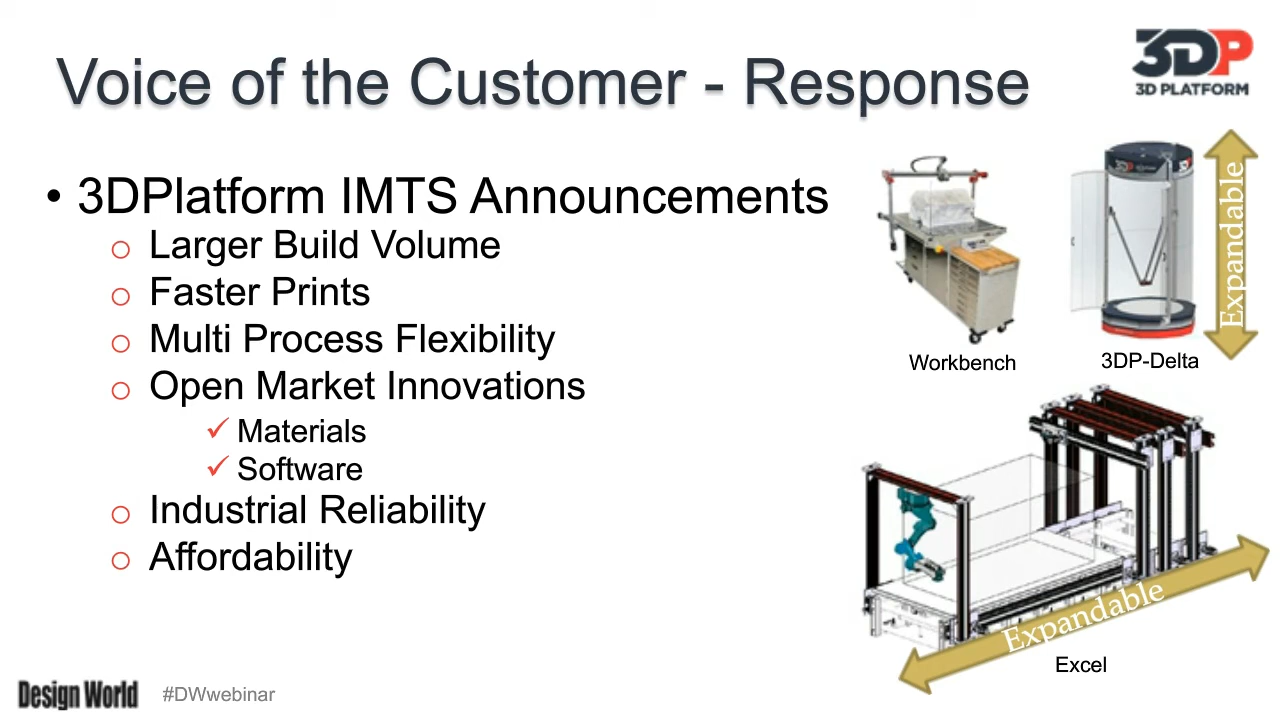 Voice of the Customer - Response
3DP
3D PLATFORM
• 3DPlatform IMTS Announcements
o Larger Build Volume
o Faster Prints
o Multi Process Flexibility
o Open Market Innovations
✓ Materials
✓ Software
o Industrial Reliability
o Affordability
Workbench
3DP
3DP-Delta
Expandable
Expandable
Excel
Design World
#DWwebinar